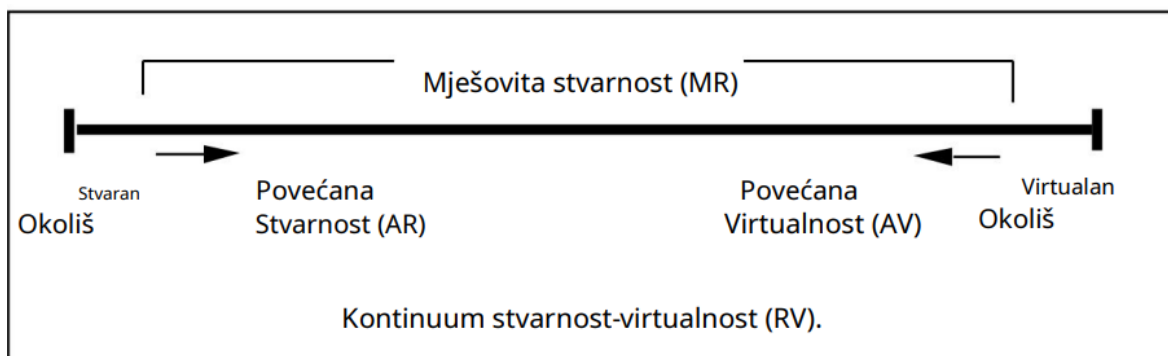 Mješovita stvarnost (MR)
Stvaran
Okoliš
Povećana
Stvarnost (AR)
Povećana
Virtualnost (AV)
Virtualan
Okoliš
Kontinuum stvarnost-virtualnost (RV).